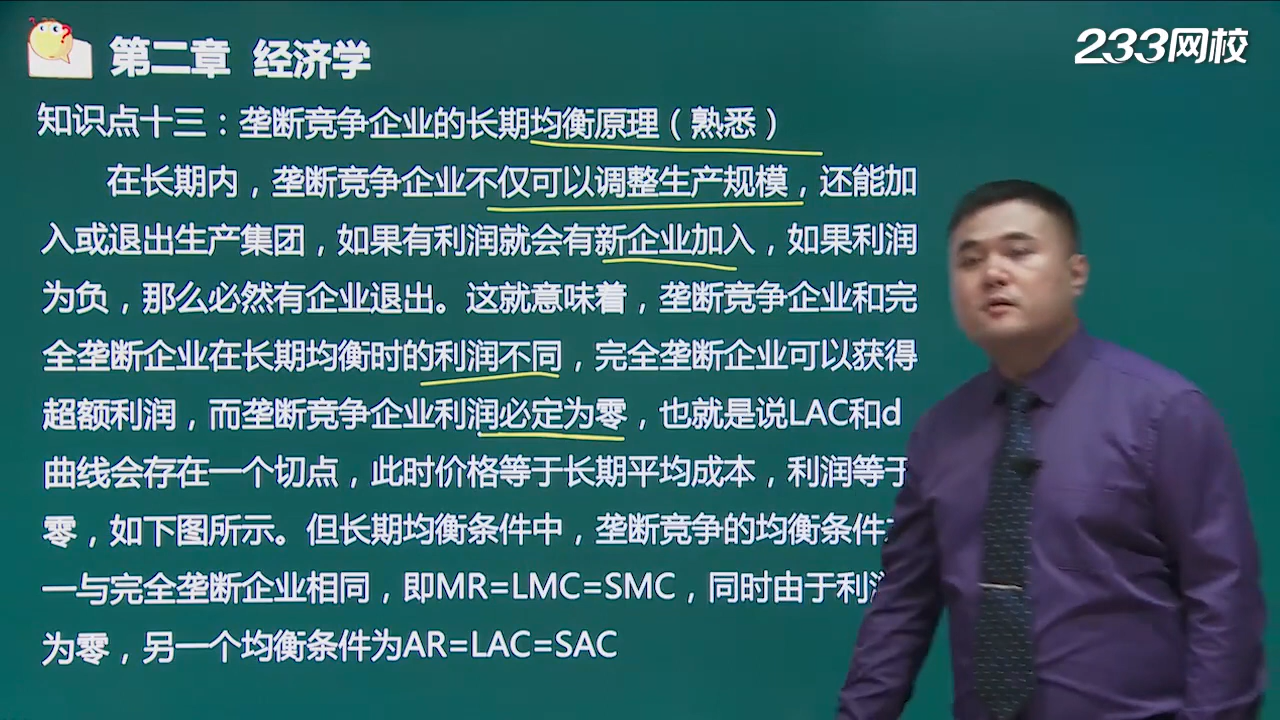 第二章 经济学
233网校
知识点十三：垄断竞争企业的长期均衡原理（熟悉）
在长期内，垄断竞争企业不仅可以调整生产规模，还能加
入或退出生产集团，如果有利润就会有新企业加入，如果利润
为负，那么必然有企业退出。这就意味着，垄断竞争企业和完
全垄断企业在长期均衡时的利润不同，完全垄断企业可以获得
超额利润，而垄断竞争企业利润必定为零，也就是说LAC和d
曲线会存在一个切点，此时价格等于长期平均成本，利润等于
零，如下图所示。但长期均衡条件中，垄断竞争的均衡条件
一与完全垄断企业相同，即MR=LMC=SMC，同时由于利润
为零，另一个均衡条件为AR=LAC=SAC